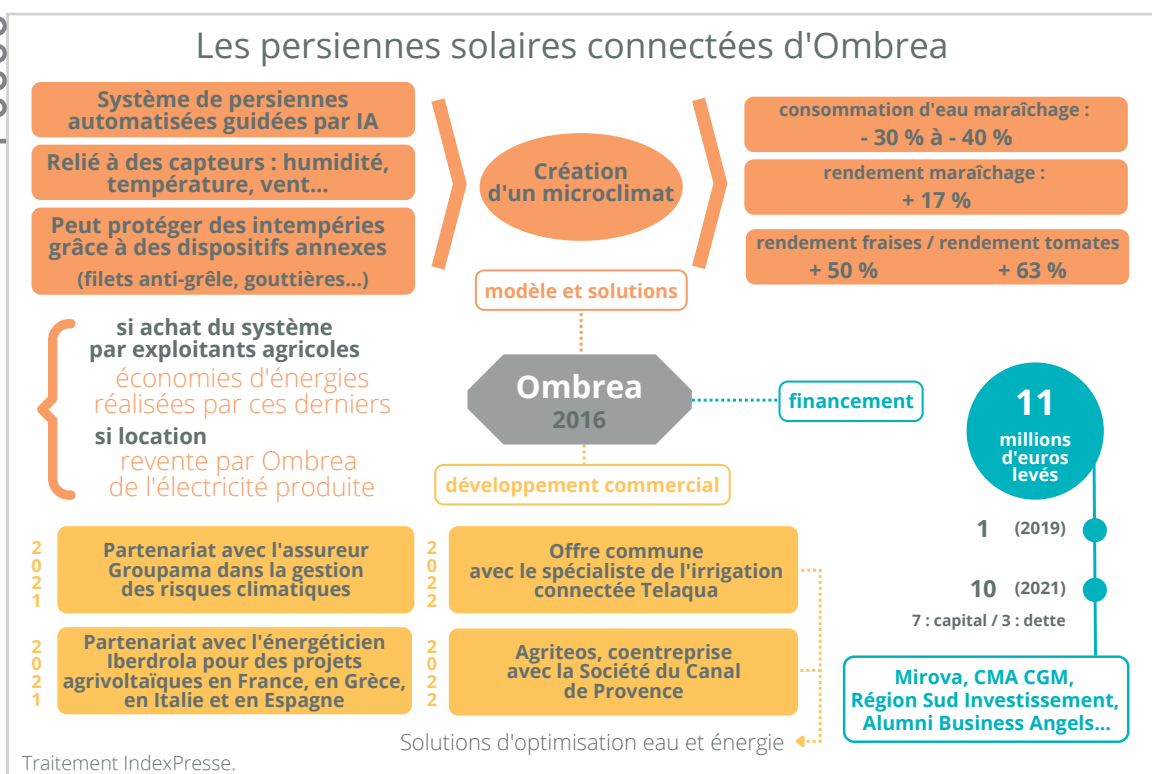 Les persiennes solaires connectées d'Ombrea
Système de persiennes
automatisées guidées par IA
Relié à des capteurs : humidité,
température, vent...
Peut protéger des intempéries
grâce à des dispositifs annexes
(filets anti-grêle, gouttières...)
Création
d'un microclimat
consommation d'eau maraîchage :
- 30 % à - 40 %
rendement maraîchage :
+ 17 %
rendement fraises / rendement tomates
+ 50 % + 63 %
modèle et solutions
si achat du système
par exploitants agricoles
économies d'énergies
réalisées par ces derniers
si location
revente par Ombrea
de l'électricité produite
Ombrea
2016
financement
développement commercial
11
millions
d'euros
levés
1 (2019)
10 (2021)
7 : capital / 3 : dette
Mirova, CMA CGM,
Région Sud Investissement,
Alumni Business Angels...
2021
Partenariat avec l'assureur
Groupama dans la gestion
des risques climatiques
2022
Offre commune
avec le spécialiste de l'irrigation
connectée Telaqua
2021
Partenariat avec l'énergéticien
Iberdrola pour des projets
agrivoltaïques en France, en Grèce,
en Italie et en Espagne
2022
Agriteos, coentreprise
avec la Société du Canal
de Provence
Solutions d'optimisation eau et énergie
Traitement IndexPresse.